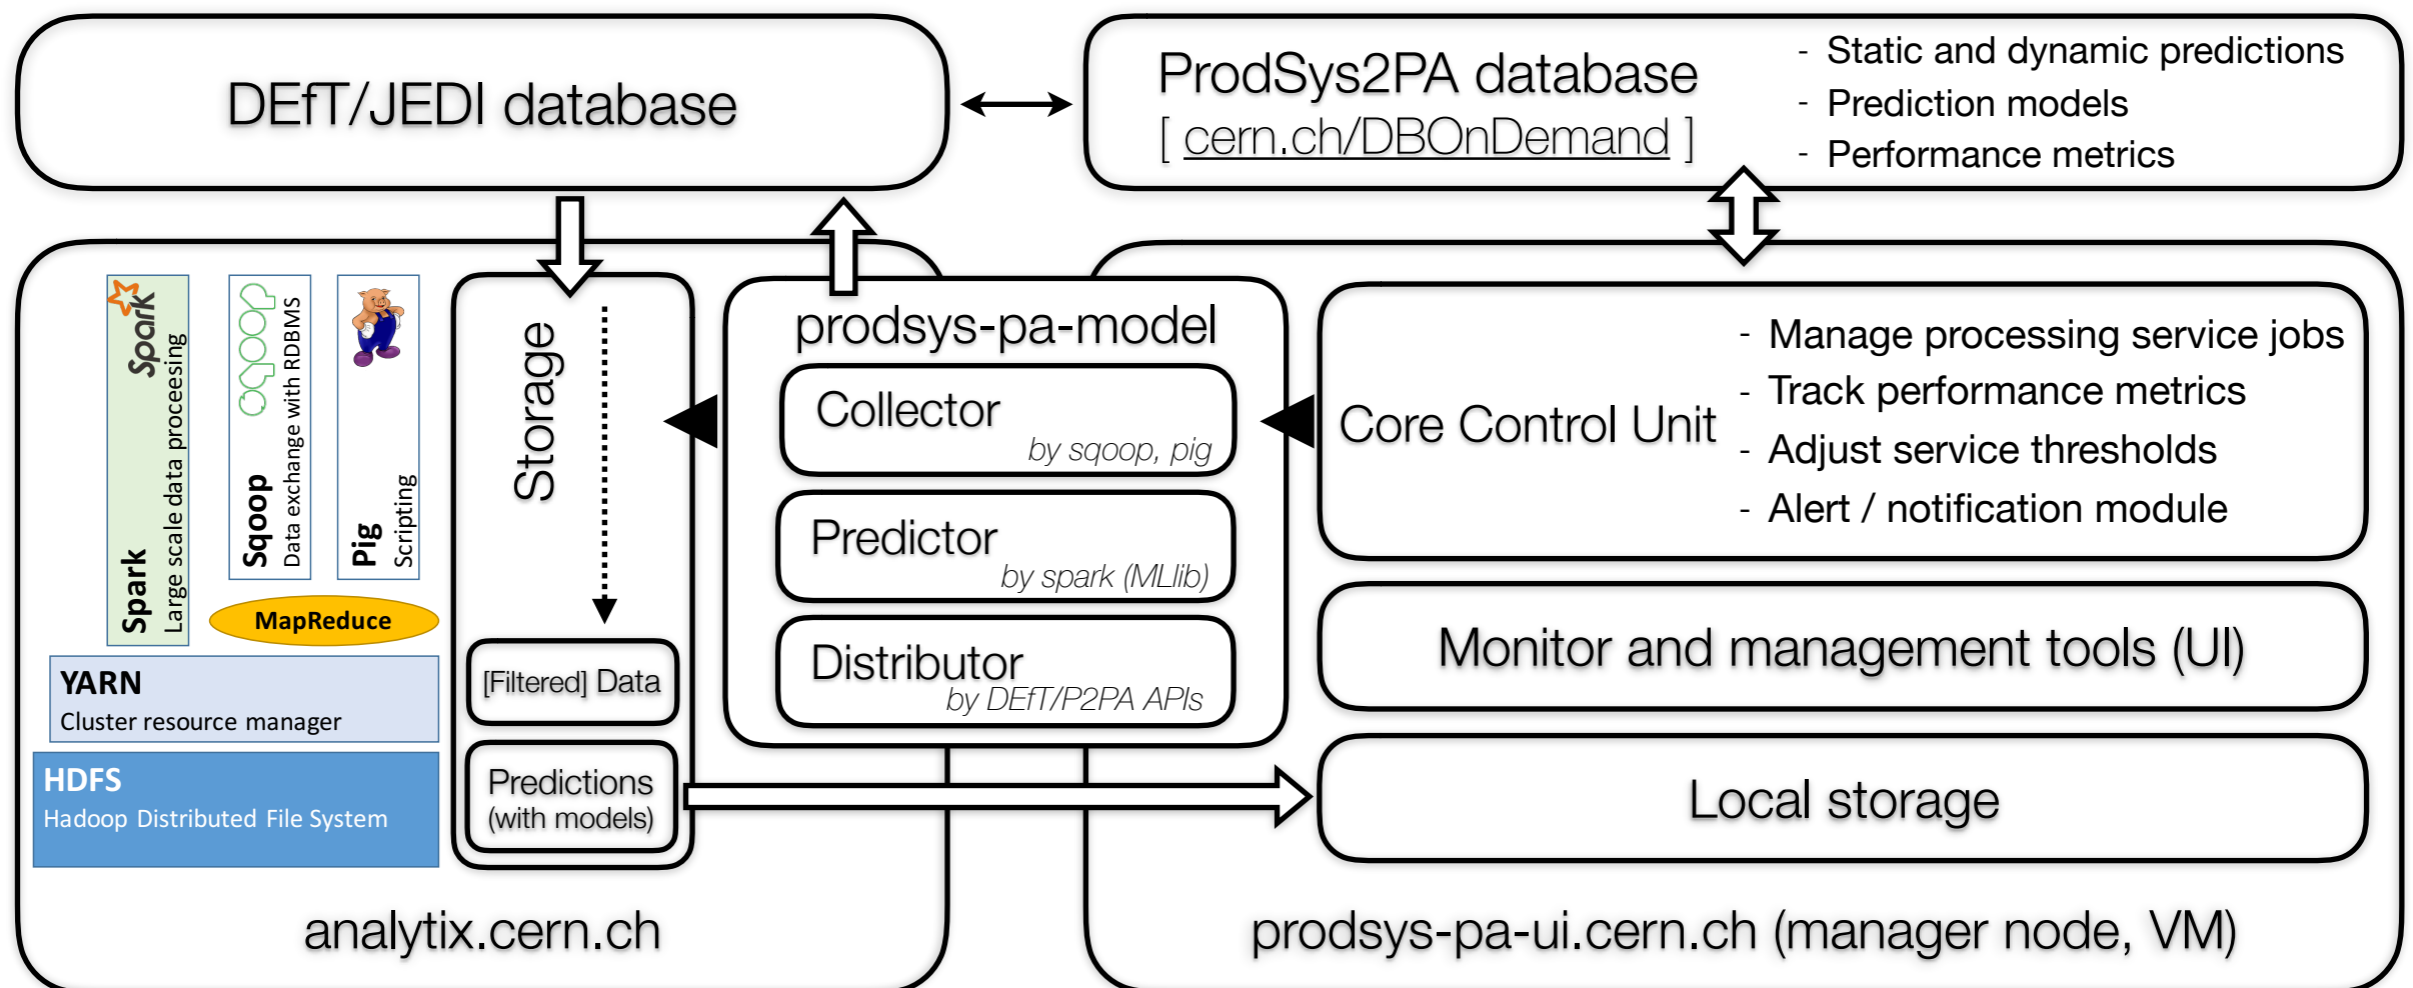 DEfT/JEDI database
ProdSys2PA database
[ cern.ch/DBOnDemand ]
- Static and dynamic predictions
- Prediction models
- Performance metrics
Spark
Spark
Large scale data proceesing
sqoop
Sqoop
Data exchange with RDBMS
Pig
Scripting
MapReduce
YARN
Cluster resource manager
HDFS
Hadoop Distributed File System
Storage
[Filtered] Data
Predictions
(with models)
analytix.cern.ch
prodsys-pa-model
Collector
by sqoop, pig
Predictor
by spark (MLlib)
Distributor
by DEfT/P2PA APIs
Core Control Unit
- Manage processing service jobs
- Track performance metrics
- Adjust service thresholds
- Alert / notification module
Monitor and management tools (UI)
Local storage
prodsys-pa-ui.cern.ch (manager node, VM)